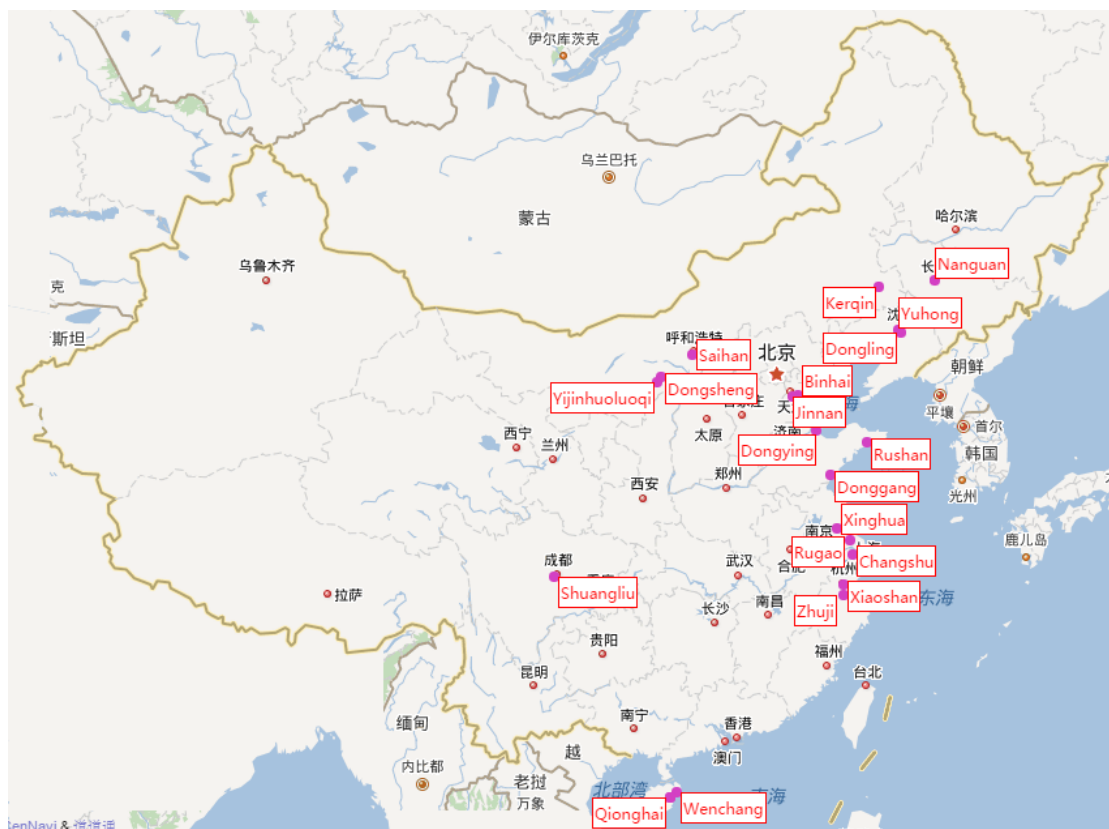 伊尔库茨克
乌兰巴托
蒙古
哈尔滨
乌鲁木齐
克
长
Nanguan
Kerqin
沈
Yuhong
斯坦
呼和浩特
Saihan
北京
Dongling
朝鲜
Binhai
Yijinhuoluoqi
Dongsheng
天
海
Jinnan
平壤
太原
济南
首尔
西宁
兰州
Dongying
Rushan
韩国
西安
郑州
Donggang
光州
南京
Xinghua
鹿儿岛
成都
武汉
合肥
Rugao
Changshu
杭州
Shuangliu
拉萨
Xiaoshan
东海
长沙
南昌
Zhuji
贵阳
福州
昆明
台北
缅甸
南宁
香港
越
澳门
内比都
老挝
万象
北部湾
南海
Qionghai
Wenchang
&道道通